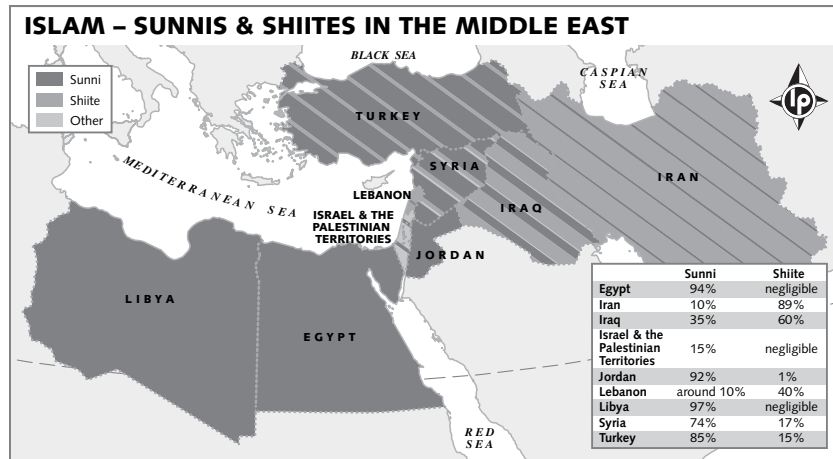 ISLAM – SUNNIS & SHIITES IN THE MIDDLE EAST
BLACK SEA
CASPIAN
SEA
lp
Sunni
Shiite
Other
TURKEY
MEDITERRANEAN SEA
SYRIA
IRAN
LEBANON
IRAQ
ISRAEL & THE
PALESTINIAN
TERRITORIES
JORDAN
LIBYA
EGYPT
RED
SEA
Sunni Shiite
Egypt 94% negligible
Iran 10% 89%
Iraq 35% 60%
Israel & the
Palestinian 15% negligible
Territories
Jordan 92% 1%
Lebanon around 10% 40%
Libya 97% negligible
Syria 74% 17%
Turkey 85% 15%